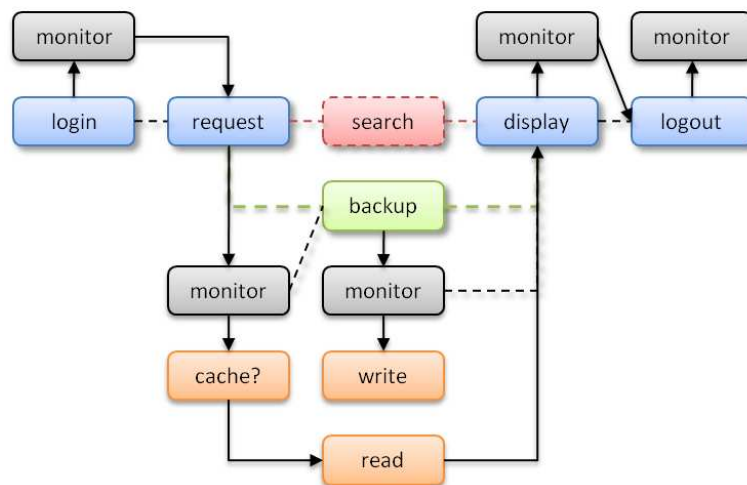 monitor
monitor
monitor
login
request
search
display
logout
backup
monitor
monitor
cache?
write
read